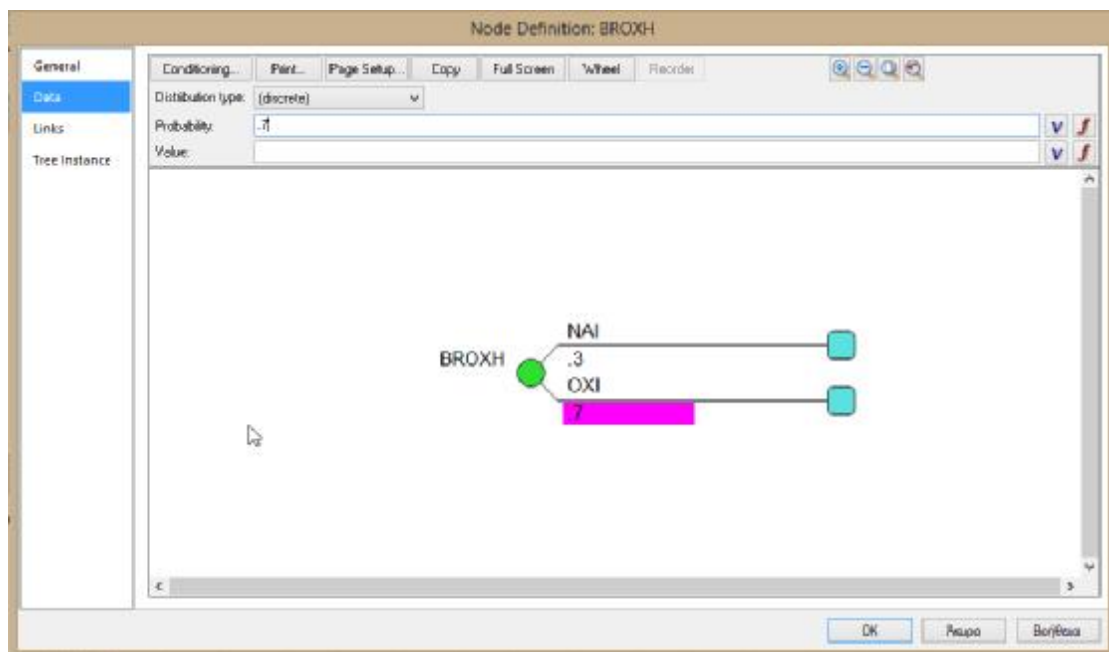 Node Definition: BROXH
General
Data
Links
Tree Instance
Conditioning... Print... Page Setup... Copy Full Screen Wheel Reorder
Distribution type: (discrete)
Probability: .7
Value:
BROXH
NAI
.3
OXI
.7
OK Άκυρο Βοήθεια